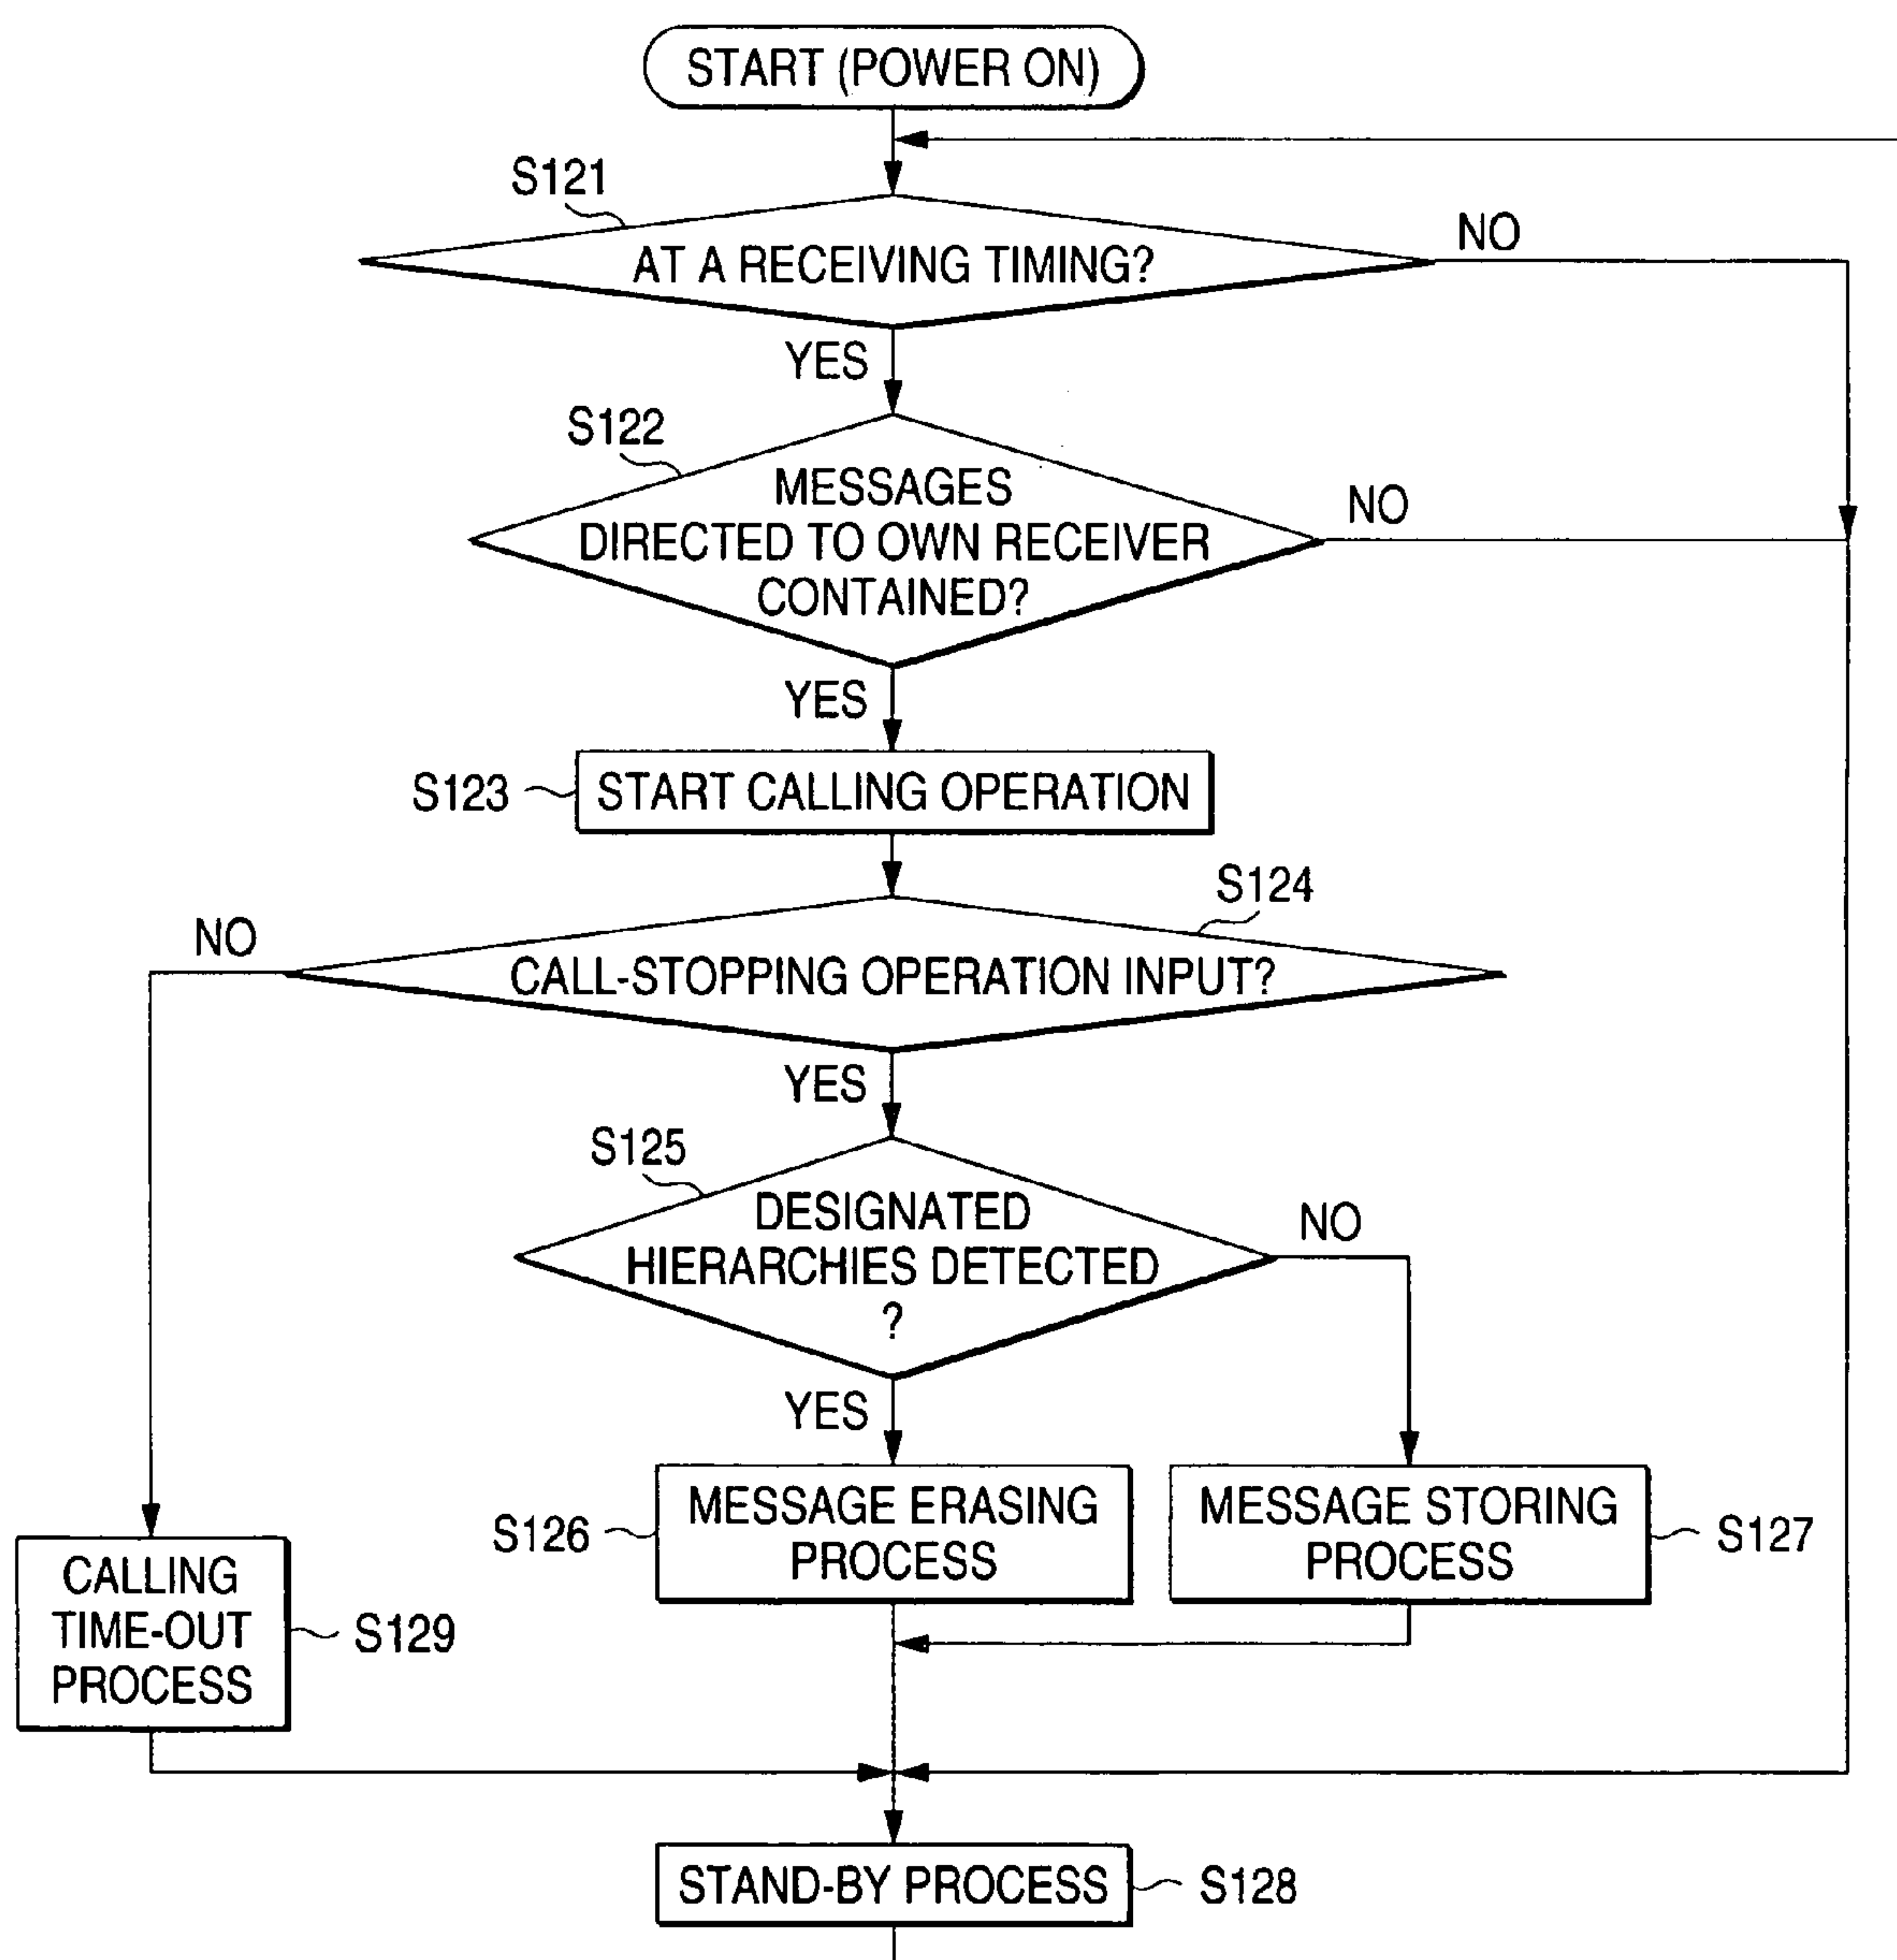 START (POWER ON)
S121
AT A RECEIVING TIMING?
NO
YES
S122
MESSAGES
DIRECTED TO OWN RECEIVER
CONTAINED?
NO
YES
S123
START CALLING OPERATION
S124
NO
CALL-STOPPING OPERATION INPUT?
YES
S125
DESIGNATED
HIERARCHIES DETECTED
?
NO
YES
S126
MESSAGE ERASING
PROCESS
MESSAGE STORING
PROCESS
S127
CALLING
TIME-OUT
PROCESS
S129
STAND-BY PROCESS
S128